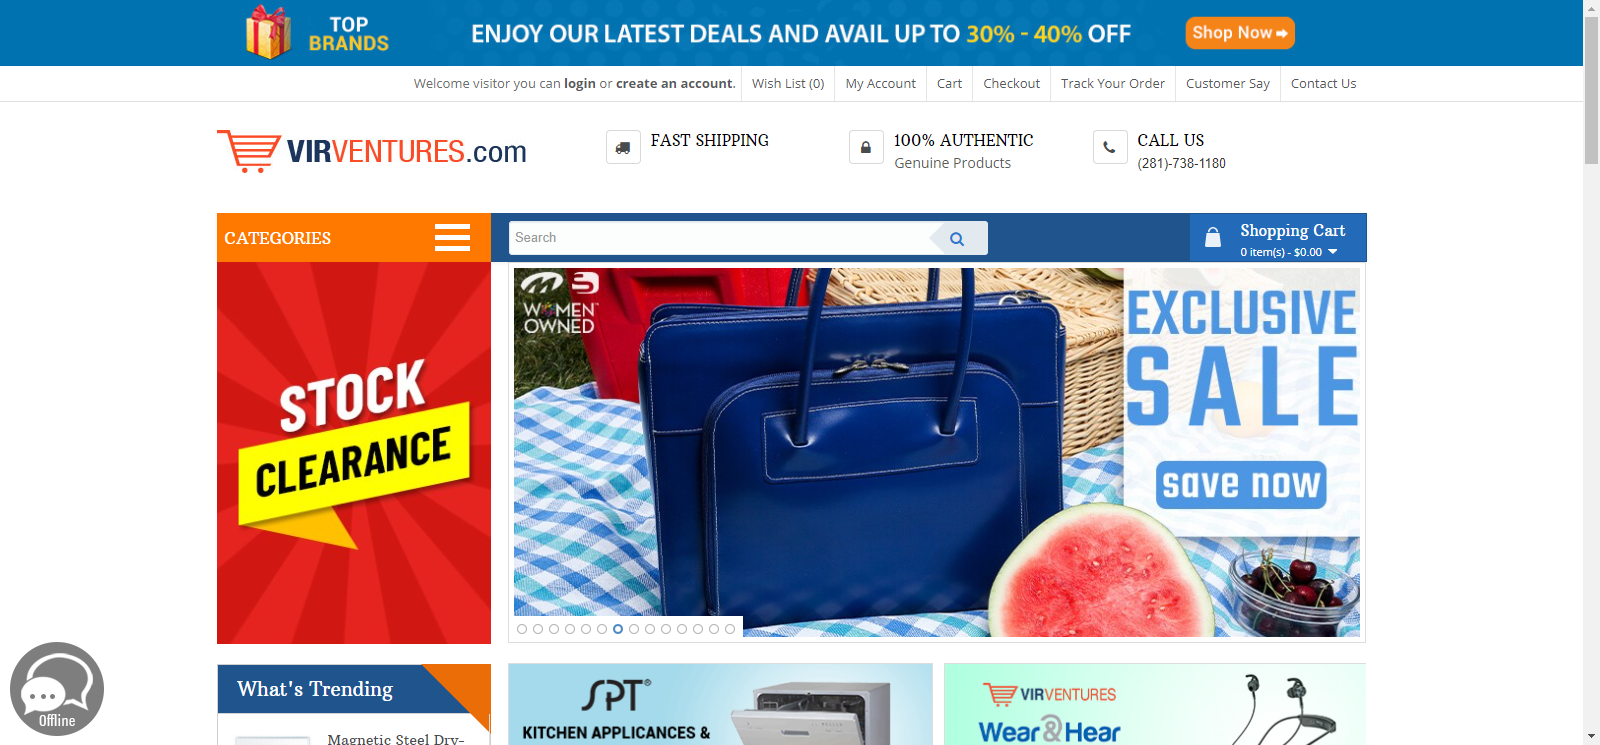 TOP
BRANDS
ENJOY OUR LATEST DEALS AND AVAIL UP TO 30% - 40% OFF
Shop Now
Welcome visitor you can login or create an account.
Wish List (0)
My Account
Cart
Checkout
Track Your Order
Customer Say
Contact Us
VIRVENTURES.com
FAST SHIPPING
100% AUTHENTIC
Genuine Products
CALL US
(281)-738-1180
CATEGORIES
Search
Shopping Cart
0 item(s) - $0.00
STOCK
CLEARANCE
WOMEN
OWNED
EXCLUSIVE
SALE
save now
What's Trending
Magnetic Steel Dry-
SPT®
KITCHEN APPLICANCES &
VIRVENTURES
Wear & Hear
Offline